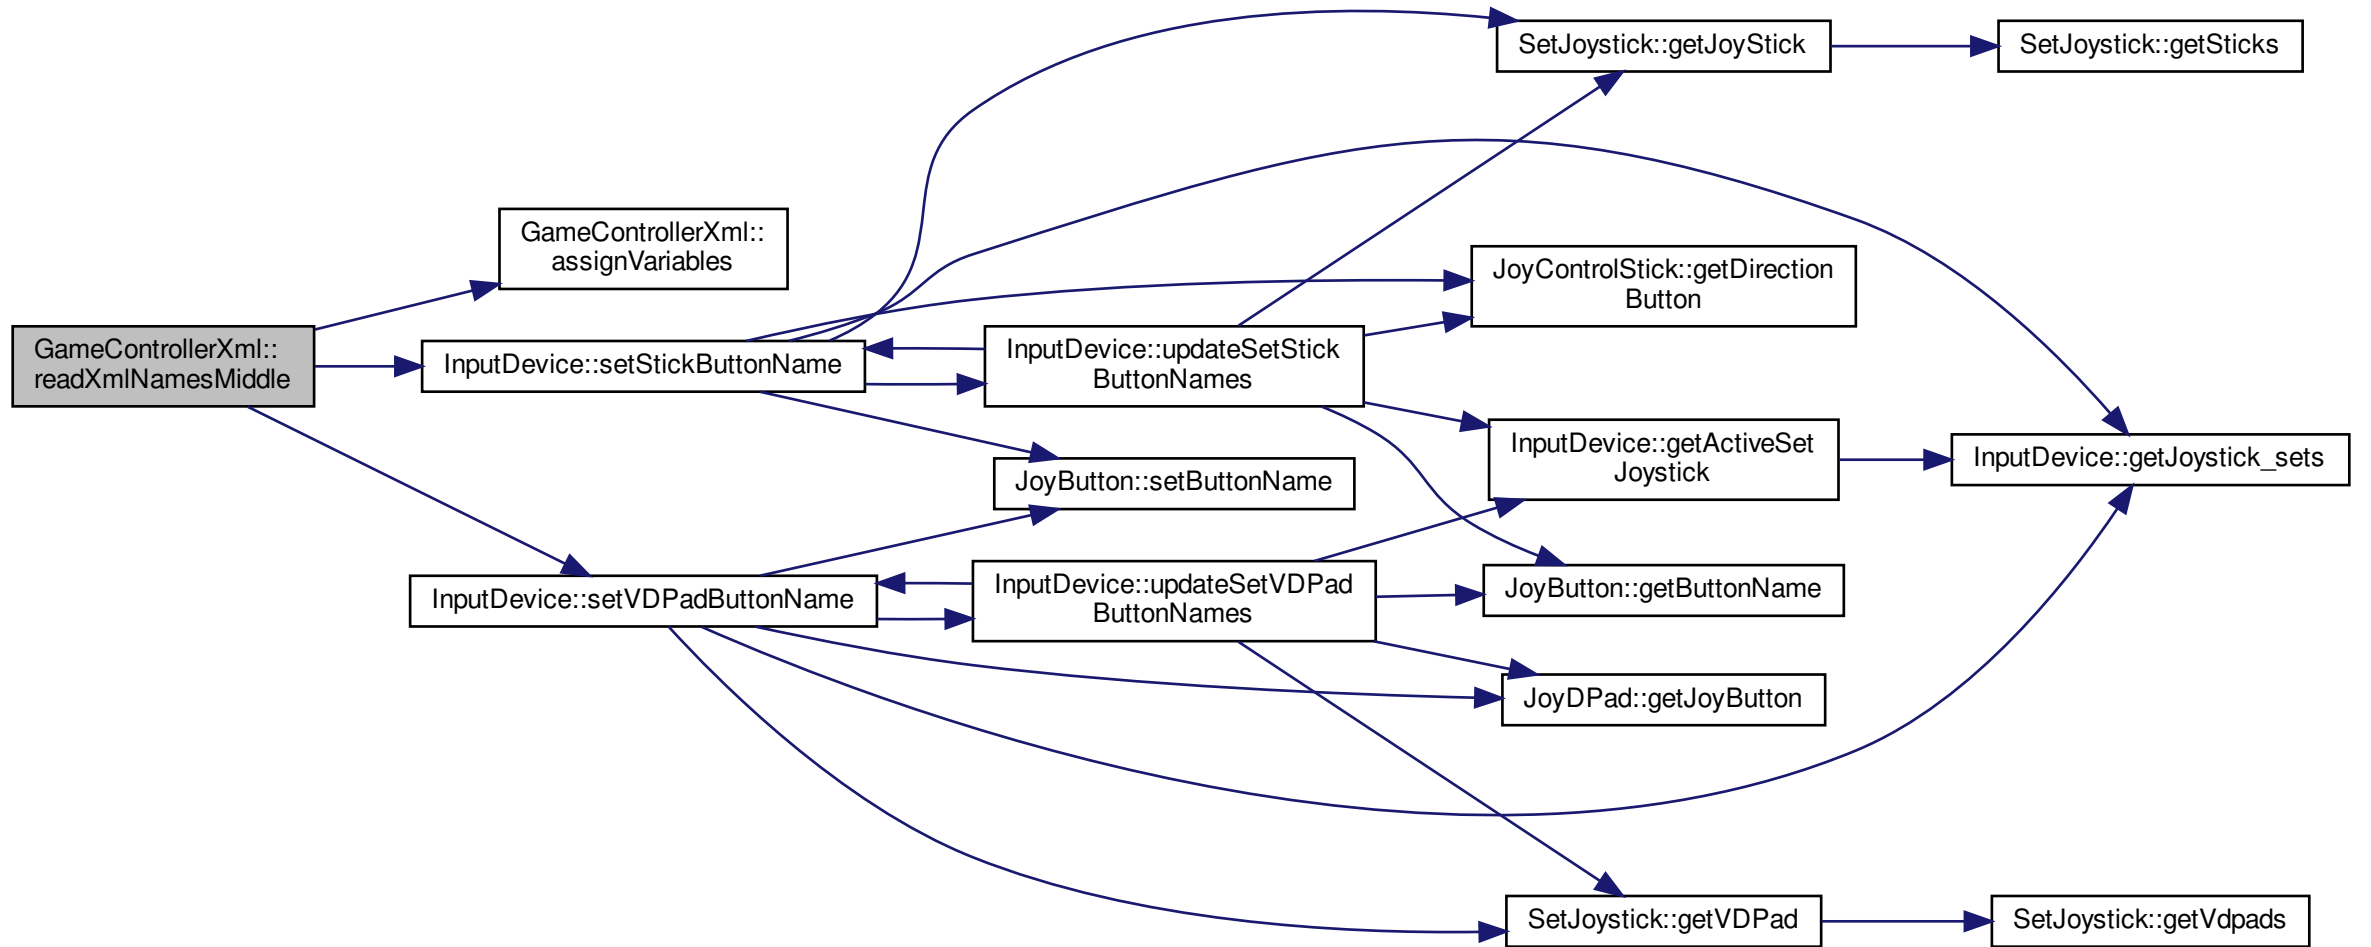 GameControllerXml::
readXmlNamesMiddle
GameControllerXml::
assignVariables
InputDevice::setStickButtonName
InputDevice::setVDPadButtonName
InputDevice::updateSetStick
ButtonNames
JoyButton::setButtonName
InputDevice::updateSetVDPad
ButtonNames
SetJoystick::getJoyStick
JoyControlStick::getDirection
Button
InputDevice::getActiveSet
Joystick
JoyButton::getButtonName
JoyDPad::getJoyButton
SetJoystick::getVDPad
SetJoystick::getSticks
InputDevice::getJoystick_sets
SetJoystick::getVdpads